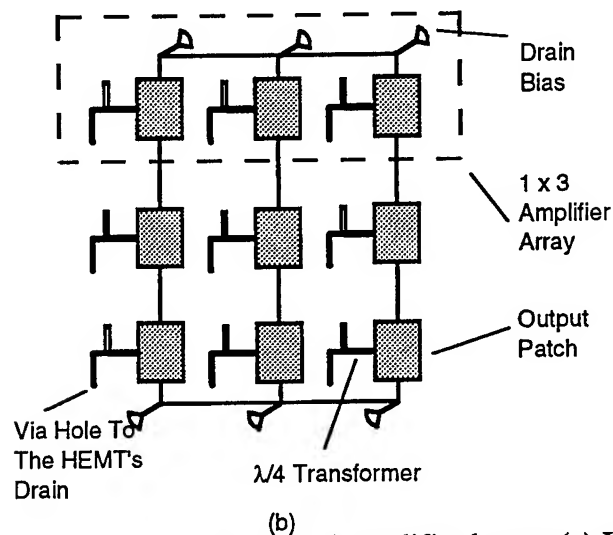 Drain
Bias
1 x 3
Amplifier
Array
Output
Patch
Via Hole To
The HEMT's
Drain
λ/4 Transformer
(b)